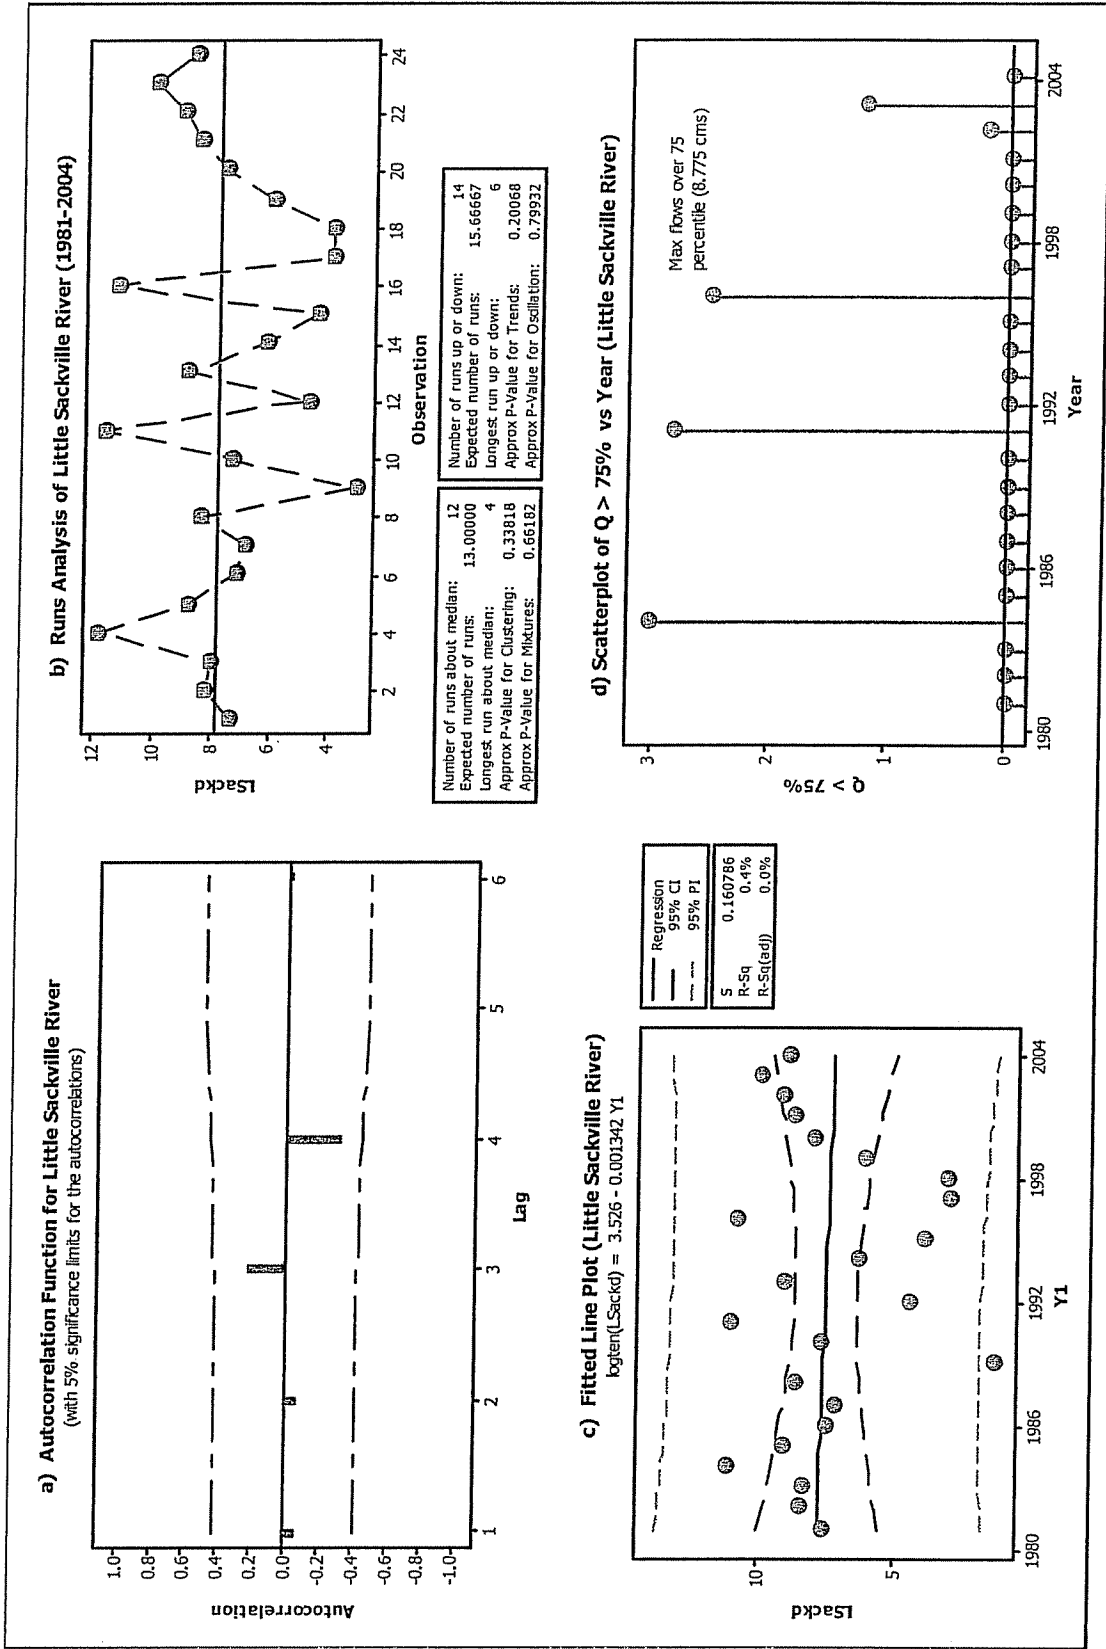 a) Autocorrelation Function for Little Sackville River
(with 5% significance limits for the autocorrelations)
Autocorrelation
1.0
0.8
0.6
0.4
0.2
0.0
-0.2
-0.4
-0.6
-0.8
-1.0
1 2 3 4 5 6
Lag
b) Runs Analysis of Little Sackville River (1981-2004)
LSackd
12
10
8
6
4
2 4 6 8 10 12 14 16 18 20 22 24
Observation
Number of runs about median: 12
Expected number of runs: 13.00000
Longest run about median: 4
Approx P-Value for Clustering: 0.33818
Approx P-Value for Mixtures: 0.66182
Number of runs up or down: 14
Expected number of runs: 15.66667
Longest run up or down: 6
Approx P-Value for Trends: 0.20068
Approx P-Value for Oscillation: 0.79932
c) Fitted Line Plot (Little Sackville River)
logten(LSackd) = 3.526 - 0.001342 Y1
LSackd
10
5
1980 1986 1992 1998 2004
Y1
Regression
95% CI
95% PI
S 0.160786
R-Sq 0.4%
R-Sq(adj) 0.0%
d) Scatterplot of Q > 75% vs Year (Little Sackville River)
Q > 75%
3
2
1
0
Max flows over 75
percentile (8.775 cms)
1980 1986 1992 1998 2004
Year